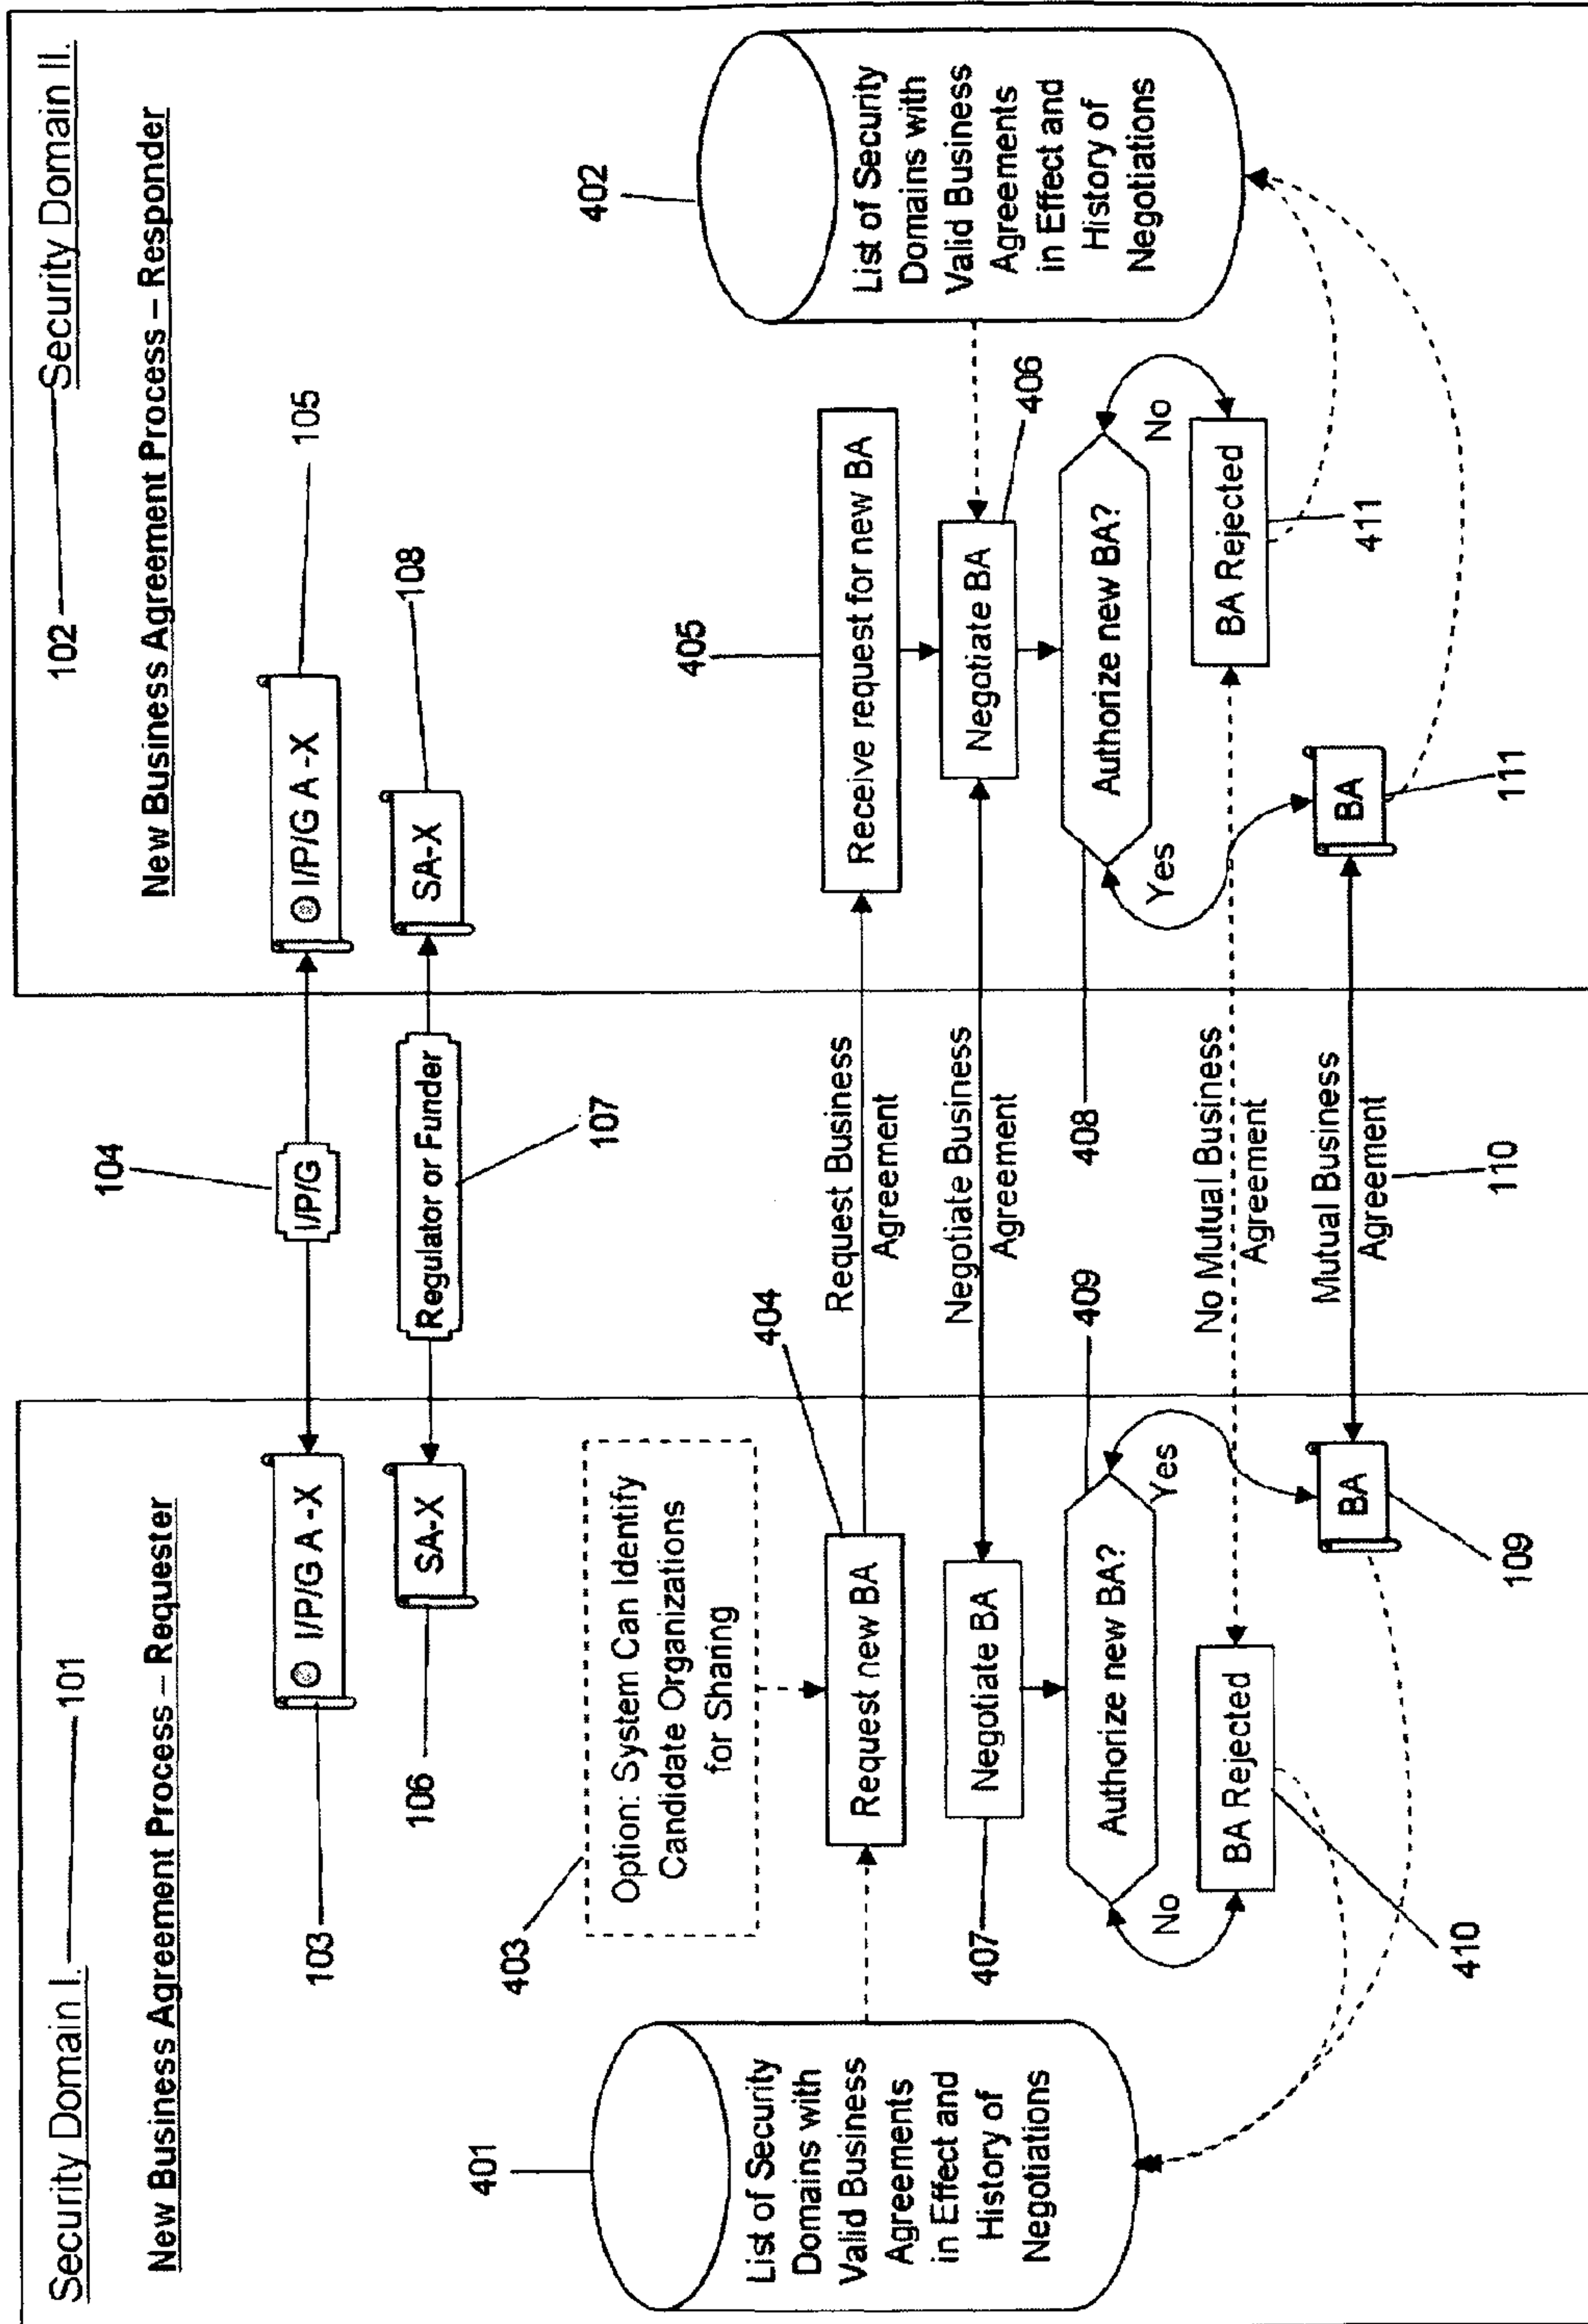 Security Domain I.
101
New Business Agreement Process – Requester
102
Security Domain II.
New Business Agreement Process – Responder
103
I/P/G A -X
104
I/P/G
I/P/G A -X
105
106
SA-X
Regulator or Funder
107
SA-X
108
401
List of Security
Domains with
Valid Business
Agreements
in Effect and
History of
Negotiations
403
Option: System Can Identify
Candidate Organizations
for Sharing
404
Request new BA
Request Business
Agreement
405
Receive request for new BA
402
List of Security
Domains with
Valid Business
Agreements
in Effect and
History of
Negotiations
407
Negotiate BA
Negotiate Business
Agreement
Negotiate BA
406
Authorize new BA?
409
408
Authorize new BA?
No
Yes
Yes
No
BA Rejected
410
No Mutual Business
Agreement
BA Rejected
411
BA
109
Mutual Business
Agreement
110
BA
111